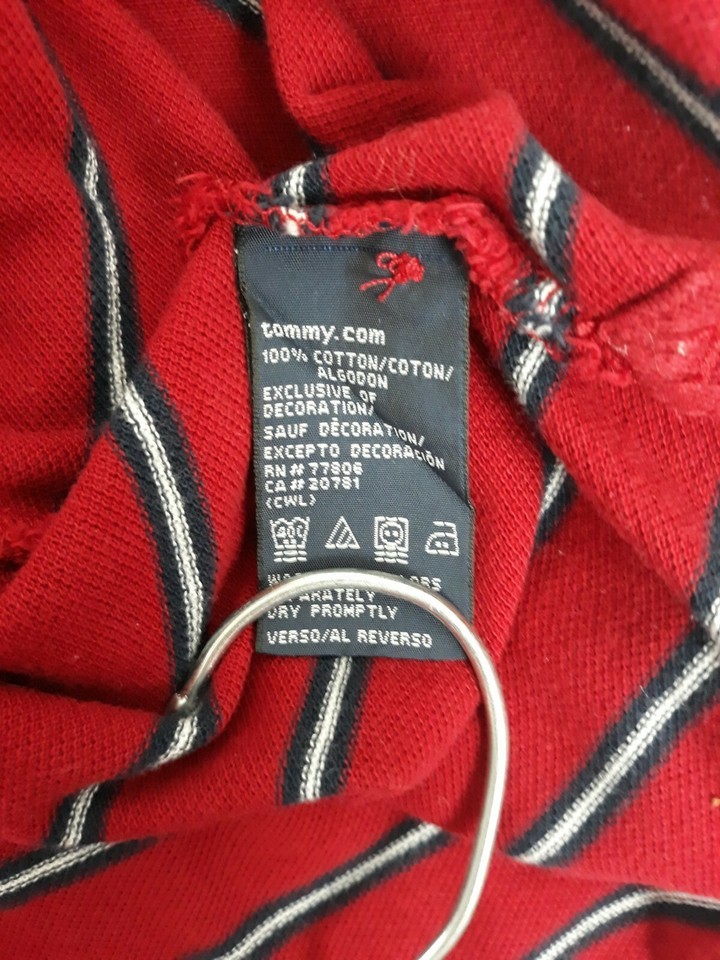 tommy.com
100% COTTON/COTON/
ALGODON
EXCLUSIVE OF
DECORATION/
SAUF DÉCORATION/
EXCEPTO DECORACIÓN
RN# 77806
CA# 20781
(CWL)
40C
DRY PROMPTLY
VERSO/AL REVERSO